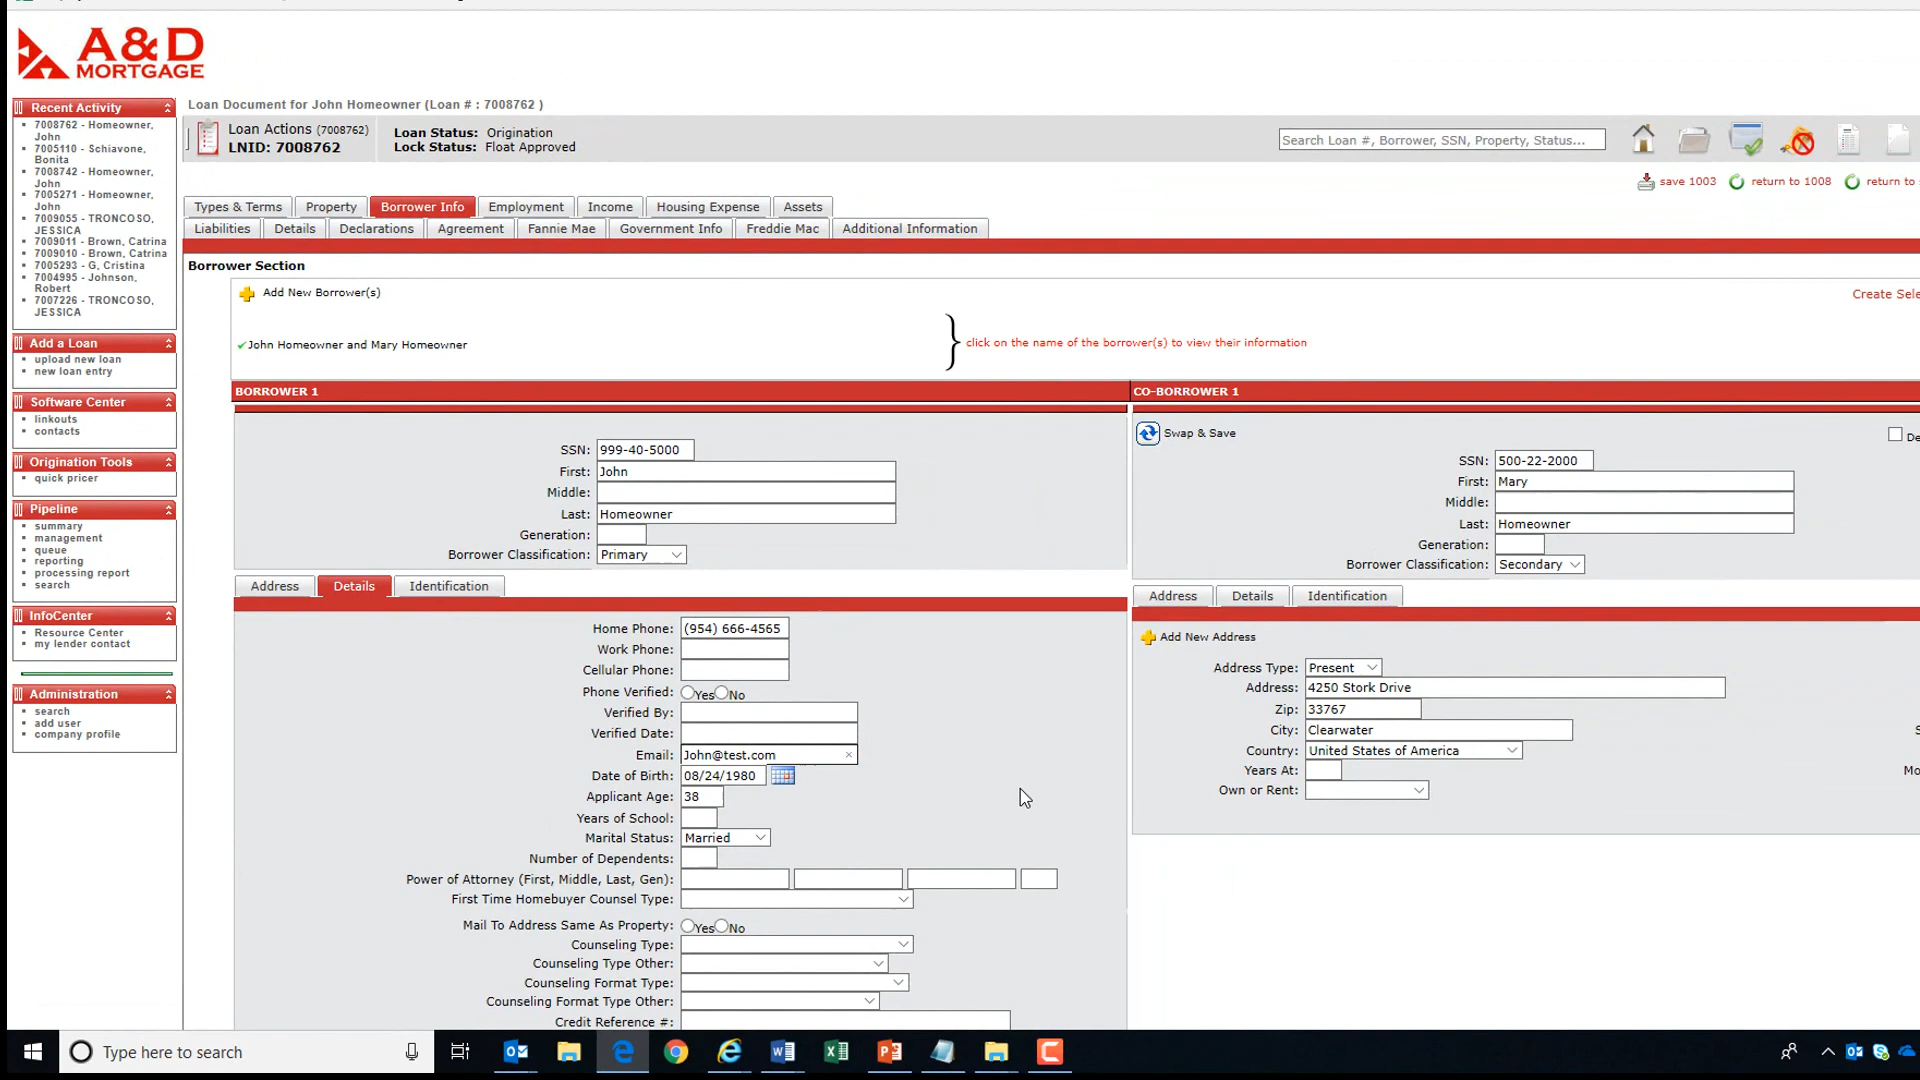 A&D
MORTGAGE
Recent Activity
7008762 - Homeowner,
John
7005110 - Schiavone,
Bonita
7008742 - Homeowner,
John
7005271 - Homeowner,
John
7009055 - TRONCOSO,
JESSICA
7009011 - Brown, Catrina
7009010 - Brown, Catrina
7005293 - G, Cristina
7004995 - Johnson,
Robert
7007226 - TRONCOSO,
JESSICA
Add a Loan
upload new loan
new loan entry
Software Center
linkouts
contacts
Origination Tools
quick pricer
Pipeline
summary
management
queue
reporting
processing report
search
InfoCenter
Resource Center
my lender contact
Administration
search
add user
company profile
Loan Document for John Homeowner (Loan # : 7008762 )
Loan Actions (7008762)
LNID: 7008762
Loan Status: Origination
Lock Status: Float Approved
Search Loan #, Borrower, SSN, Property, Status...
save 1003 return to 1008 return to
Types & Terms Property Borrower Info Employment Income Housing Expense Assets
Liabilities Details Declarations Agreement Fannie Mae Government Info Freddie Mac Additional Information
Borrower Section
Add New Borrower(s)
Create Sele
John Homeowner and Mary Homeowner
click on the name of the borrower(s) to view their information
BORROWER 1
SSN: 999-40-5000
First: John
Middle:
Last: Homeowner
Generation:
Borrower Classification: Primary
Address Details Identification
Home Phone: (954) 666-4565
Work Phone:
Cellular Phone:
Phone Verified: Yes No
Verified By:
Verified Date:
Email: John@test.com ×
Date of Birth: 08/24/1980
Applicant Age: 38
Years of School:
Marital Status: Married
Number of Dependents:
Power of Attorney (First, Middle, Last, Gen):
First Time Homebuyer Counsel Type:
Mail To Address Same As Property: Yes No
Counseling Type:
Counseling Type Other:
Counseling Format Type:
Counseling Format Type Other:
Credit Reference #:
CO-BORROWER 1
Swap & Save
De
SSN: 500-22-2000
First: Mary
Middle:
Last: Homeowner
Generation:
Borrower Classification: Secondary
Address Details Identification
Add New Address
Address Type: Present
Address: 4250 Stork Drive
Zip: 33767
City: Clearwater
S
Country: United States of America
Years At:
Mo
Own or Rent:
Type here to search